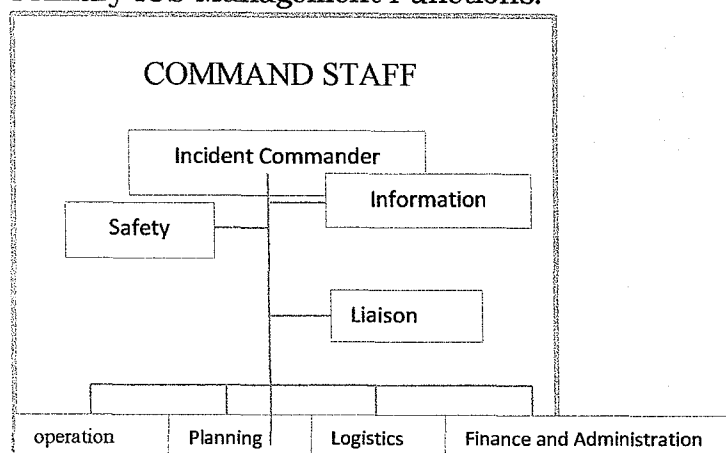 COMMAND STAFF
Incident Commander
Information
Safety
Liaison
operation Planning Logistics Finance and Administration